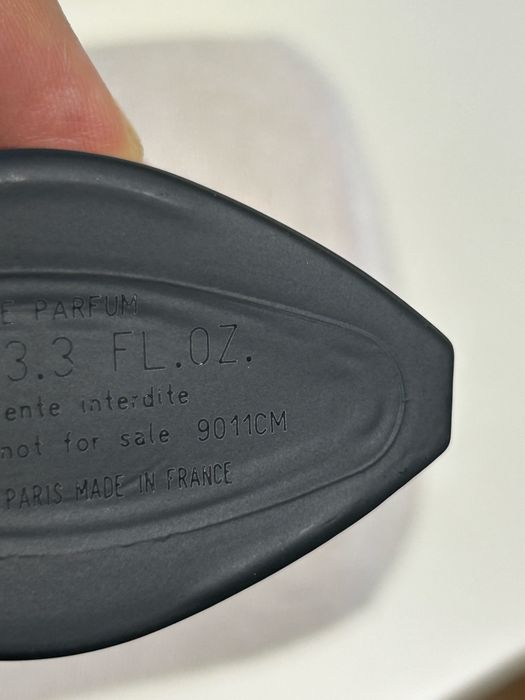 E PARFUM
3.3 FL.OZ.
ente interdite
not for sale 9011CM
PARIS MADE IN FRANCE